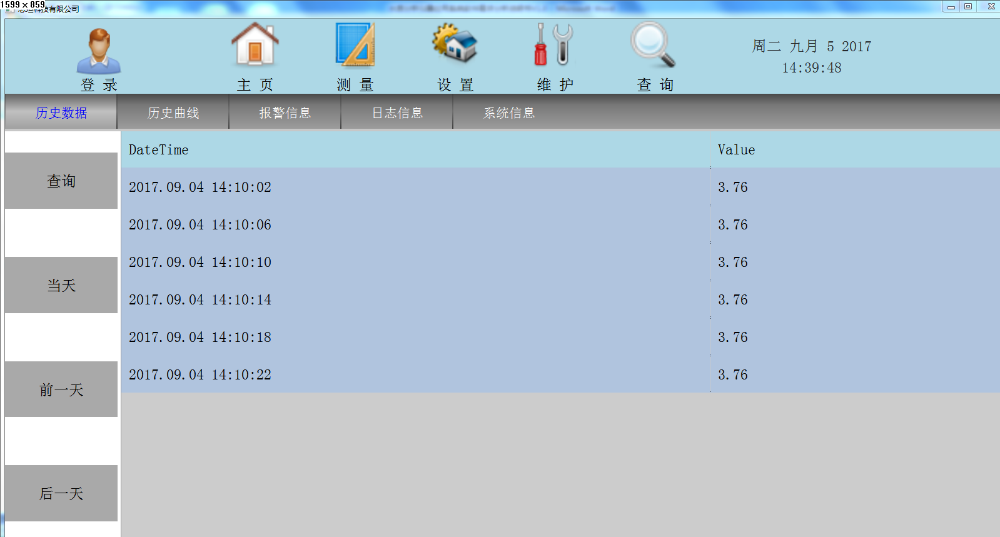 1599×859
科技有限公司
周二 九月 5 2017
14:39:48
登 录 主 页 测 量 设 置 维 护 查 询
历史数据 历史曲线 报警信息 日志信息 系统信息
DateTime Value
查询
2017.09.04 14:10:02 3.76
2017.09.04 14:10:06 3.76
2017.09.04 14:10:10 3.76
当天
2017.09.04 14:10:14 3.76
2017.09.04 14:10:18 3.76
2017.09.04 14:10:22 3.76
前一天
后一天